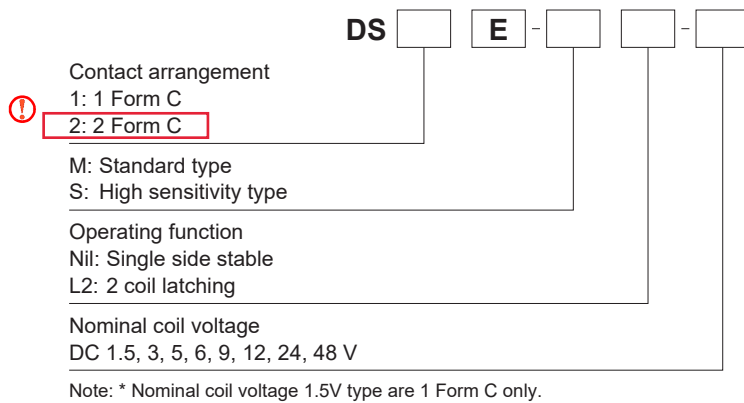 DS E - -
Contact arrangement
1: 1 Form C
2: 2 Form C
M: Standard type
S: High sensitivity type
Operating function
Nil: Single side stable
L2: 2 coil latching
Nominal coil voltage
DC 1.5, 3, 5, 6, 9, 12, 24, 48 V
Note: * Nominal coil voltage 1.5V type are 1 Form C only.